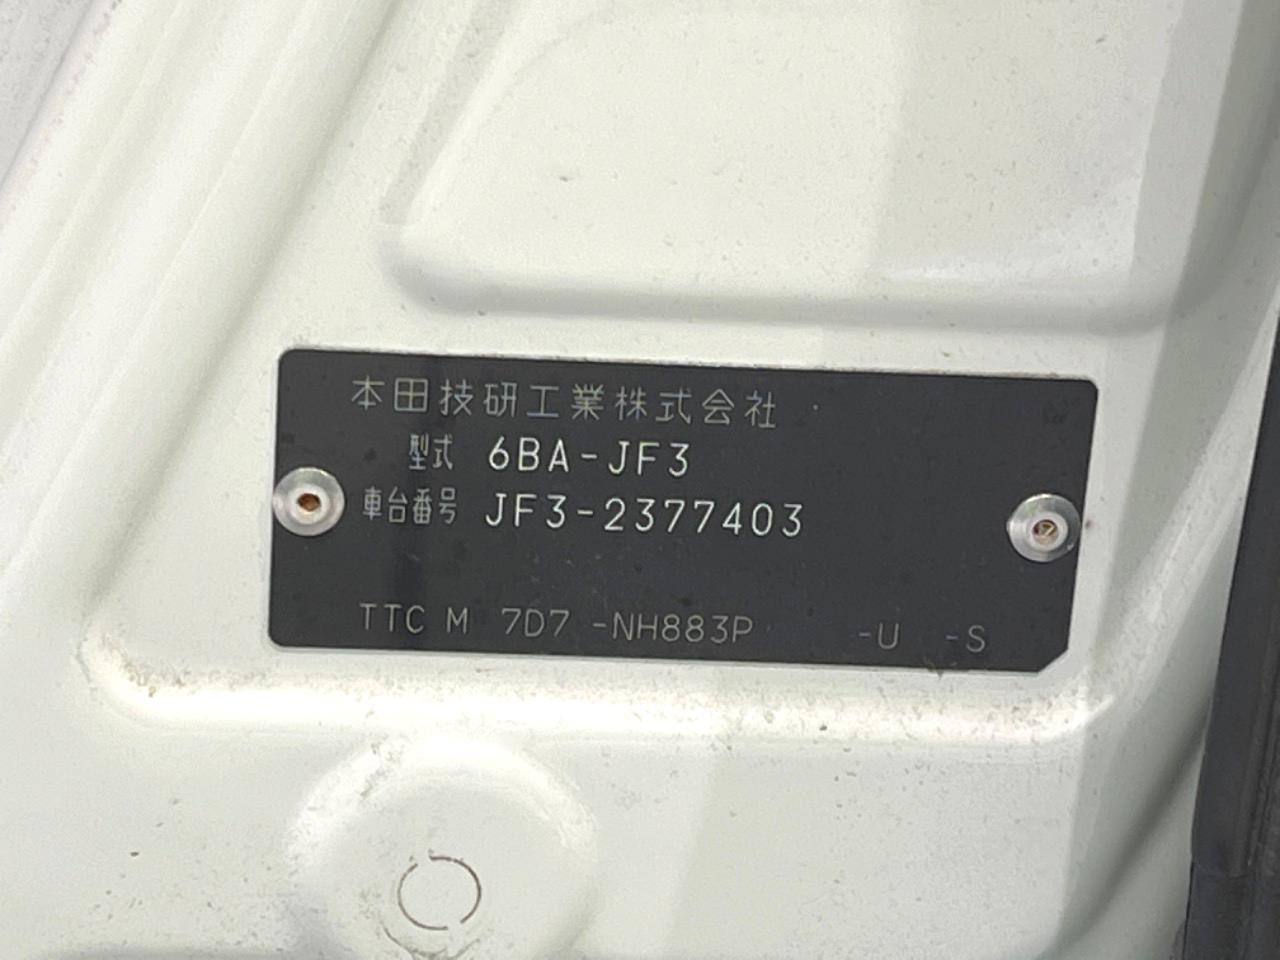 本田技研工業株式会社
型式 6BA-JF3
車台番号 JF3-2377403
TTC M 7D7 -NH883P -U -S